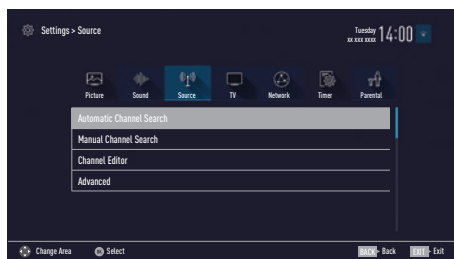 Settings > Source
Tuesday
xx xxx xxxx
14:00
Picture Sound Source TV Network Timer Parental
Automatic Channel Search
Manual Channel Search
Channel Editor
Advanced
Change Area OK Select BACK - Back EXIT - Exit